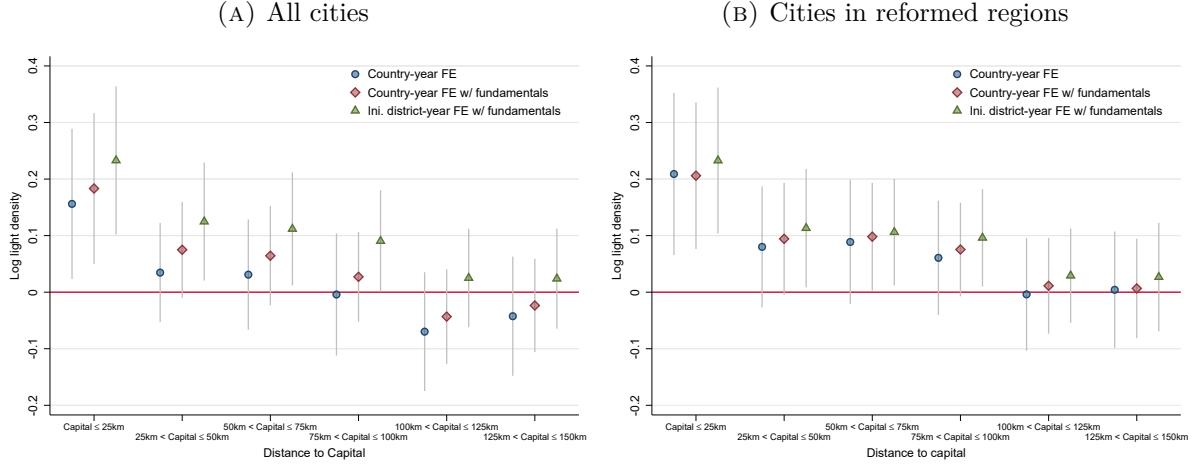 (A) All cities
(B) Cities in reformed regions
Log light density
0.4
0.3
0.2
0.1
0
-0.1
-0.2
Country-year FE
Country-year FE w/ fundamentals
Ini. district-year FE w/ fundamentals
Capital ≤ 25km
25km < Capital ≤ 50km
50km < Capital ≤ 75km
75km < Capital ≤ 100km
100km < Capital ≤ 125km
125km < Capital ≤ 150km
Distance to Capital
Log light density
0.4
0.3
0.2
0.1
0
-0.1
-0.2
Country-year FE
Country-year FE w/ fundamentals
Ini. district-year FE w/ fundamentals
Capital ≤ 25km
25km < Capital ≤ 50km
50km < Capital ≤ 75km
75km < Capital ≤ 100km
100km < Capital ≤ 125km
125km < Capital ≤ 150km
Distance to capital